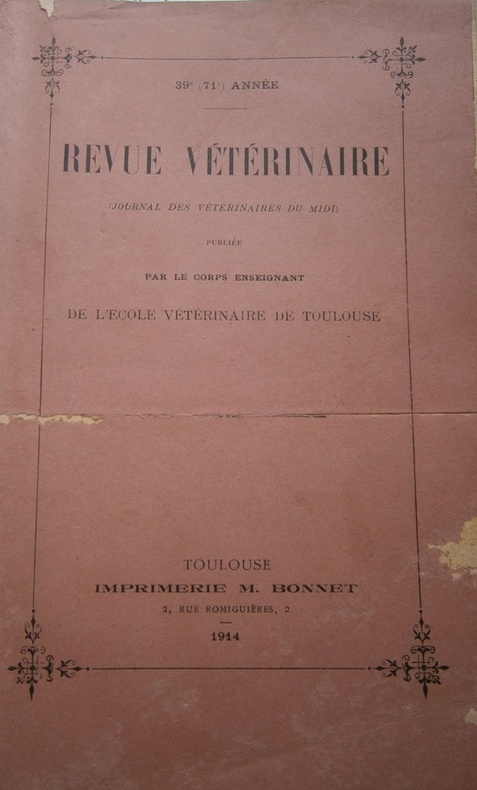 39e (71e) ANNÉE
REVUE VÉTÉRINAIRE
(JOURNAL DES VÉTÉRINAIRES DU MIDI)
PUBLIÉE
PAR LE CORPS ENSEIGNANT
DE L'ECOLE VÉTÉRINAIRE DE TOULOUSE
TOULOUSE
IMPRIMERIE M. BONNET
2, RUE ROMIGUIÈRES, 2
1914